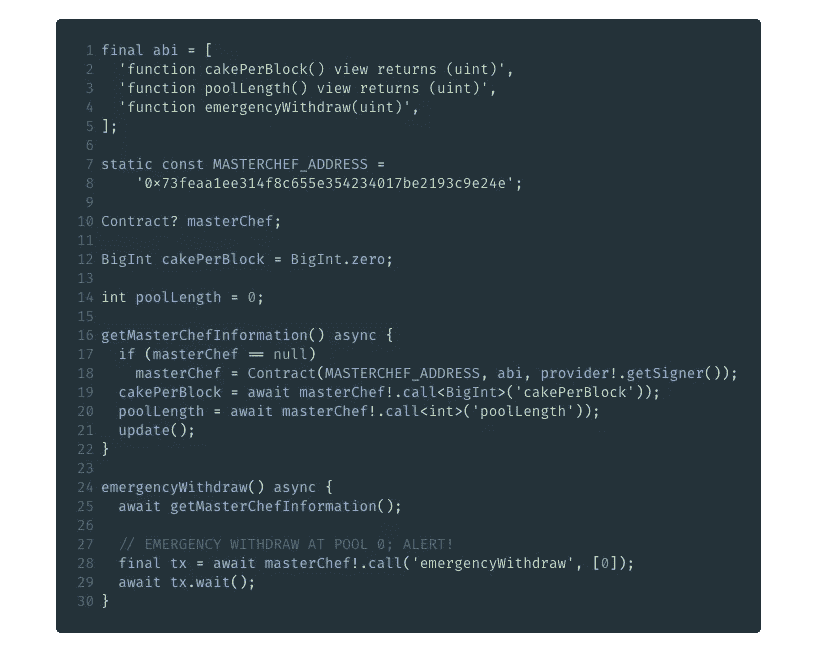 1 final abi = [
2   'function cakePerBlock() view returns (uint)',
3   'function poolLength() view returns (uint)',
4   'function emergencyWithdraw(uint)',
5 ];
6
7 static const MASTERCHEF_ADDRESS =
8     '0x73feaa1ee314f8c655e354234017be2193c9e24e';
9
10 Contract? masterChef;
11
12 BigInt cakePerBlock = BigInt.zero;
13
14 int poolLength = 0;
15
16 getMasterChefInformation() async {
17   if (masterChef == null)
18     masterChef = Contract(MASTERCHEF_ADDRESS, abi, provider!.getSigner());
19   cakePerBlock = await masterChef!.call<BigInt>('cakePerBlock'));
20   poolLength = await masterChef!.call<int>('poolLength'));
21   update();
22 }
23
24 emergencyWithdraw() async {
25   await getMasterChefInformation();
26
27   // EMERGENCY WITHDRAW AT POOL 0; ALERT!
28   final tx = await masterChef!.call('emergencyWithdraw', [0]);
29   await tx.wait();
30 }